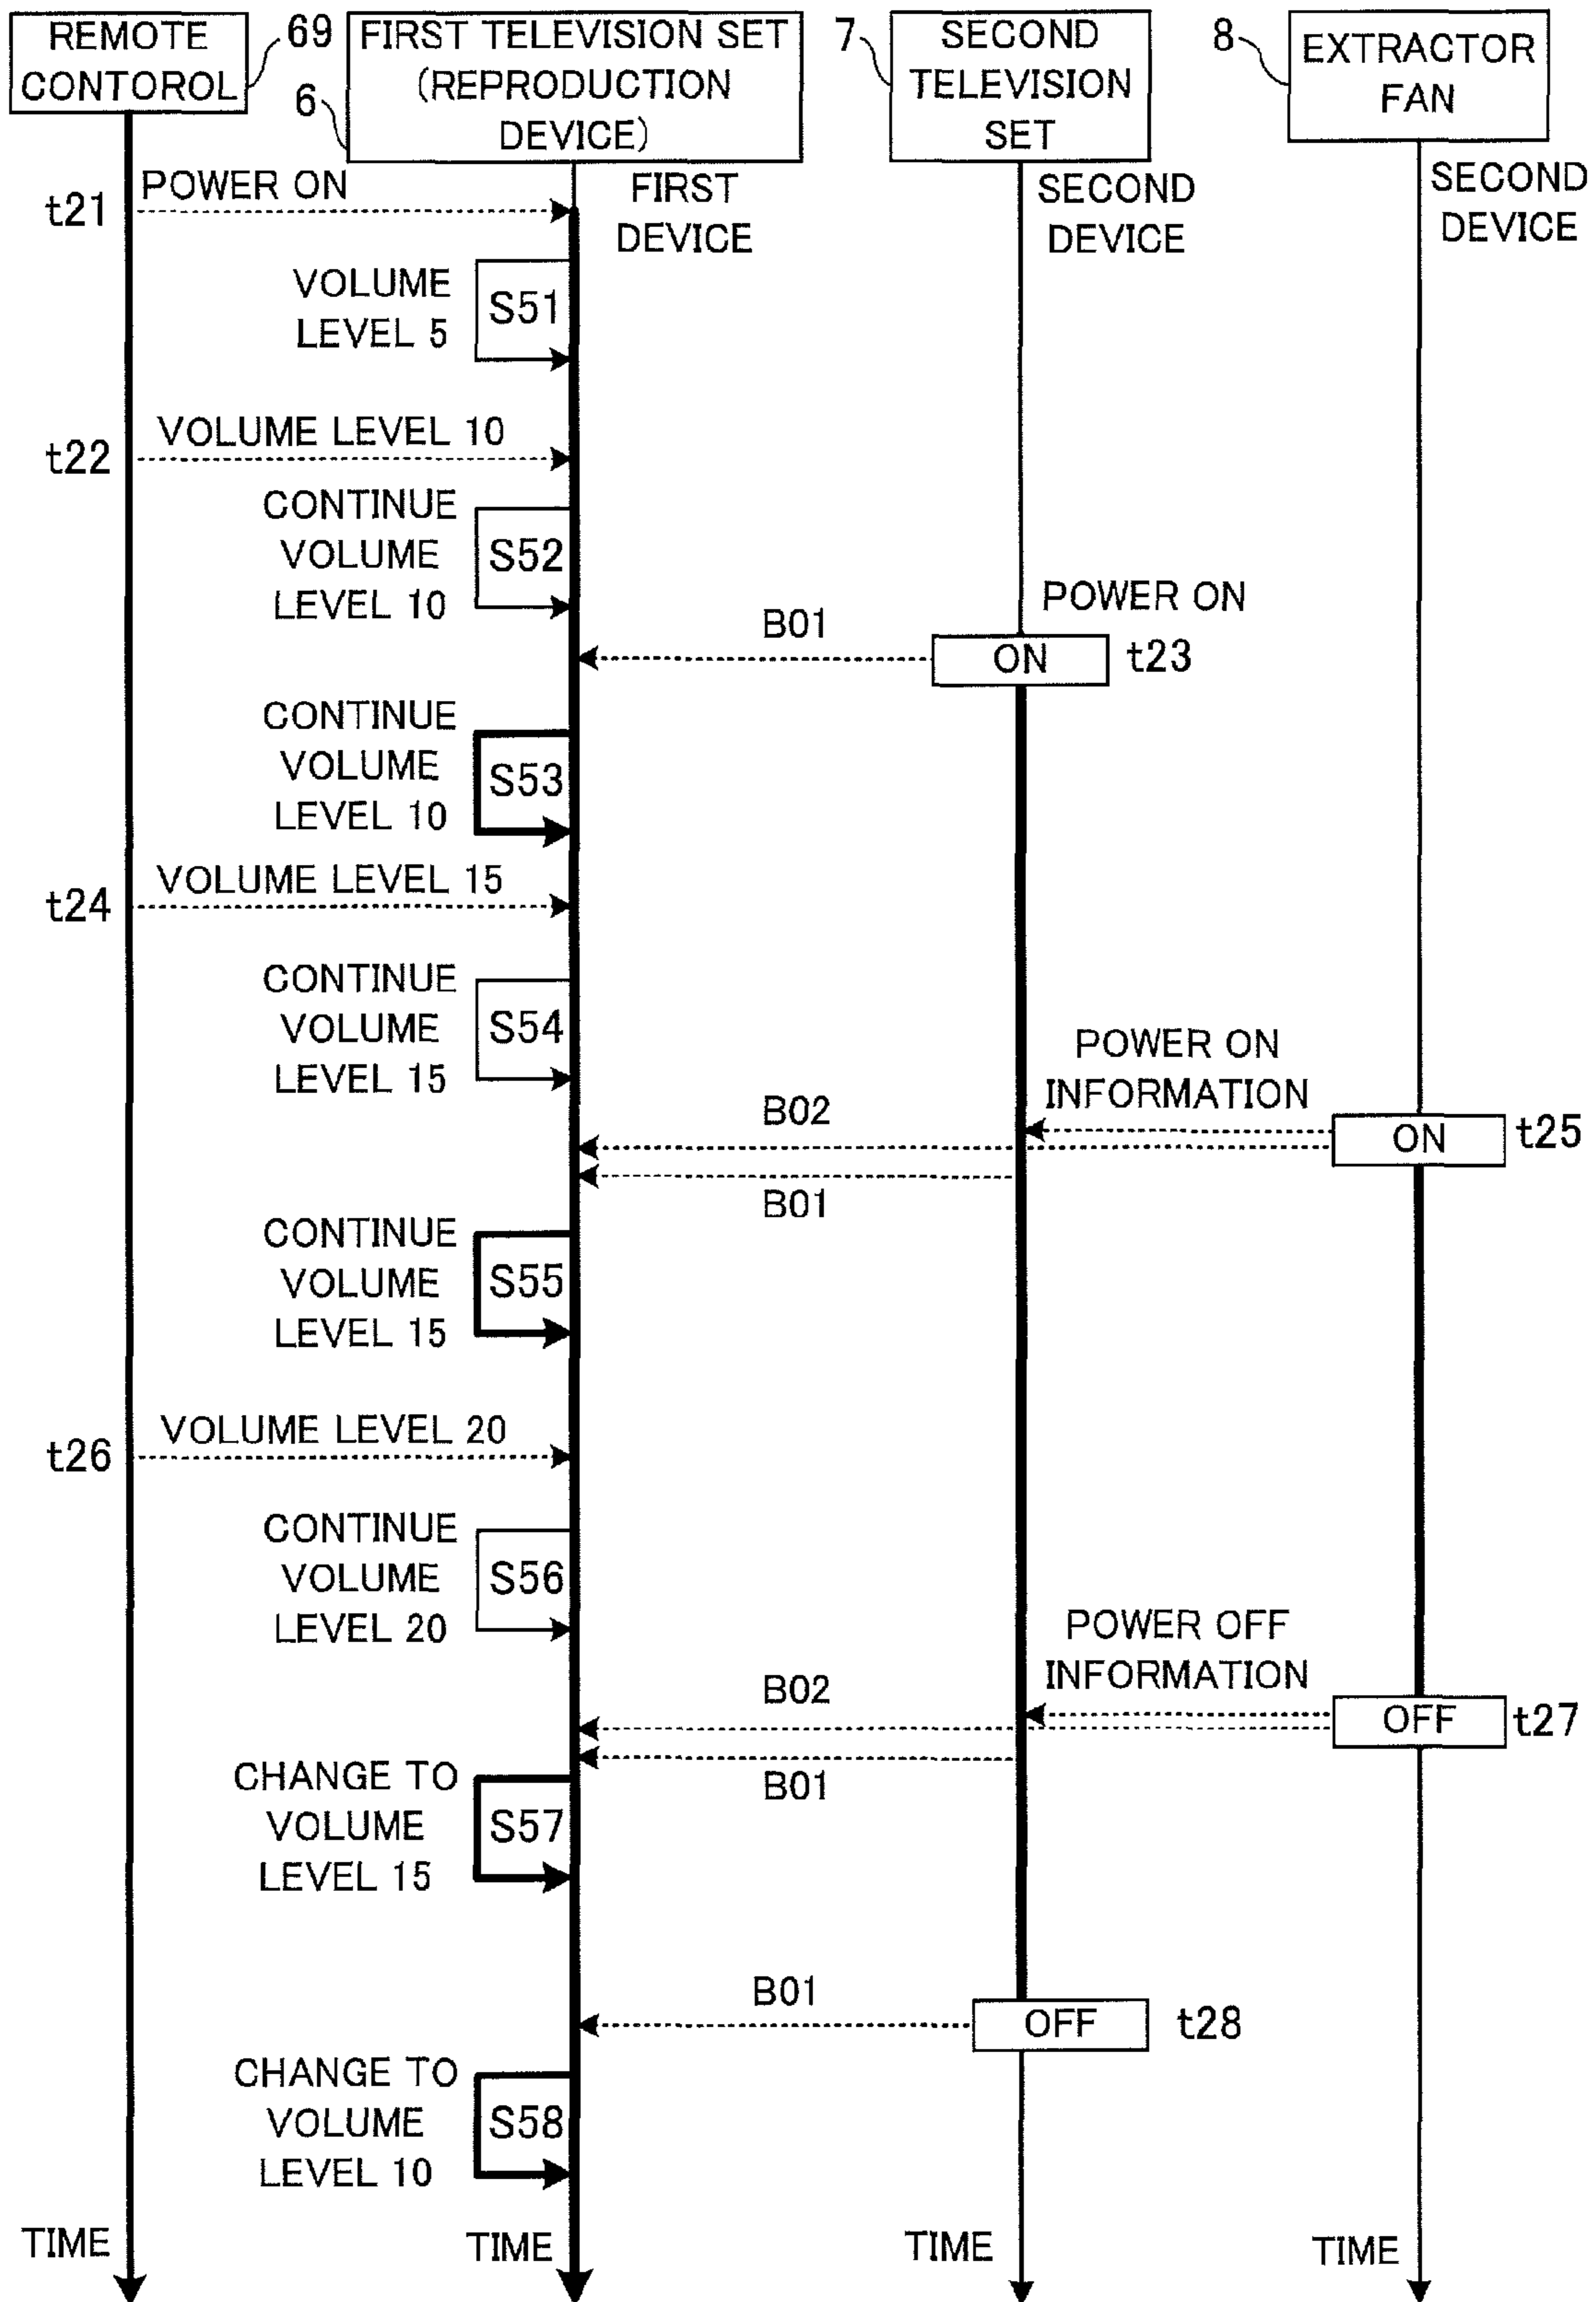 REMOTE
CONTOROL
69
FIRST TELEVISION SET
(REPRODUCTION
DEVICE)
6
7
SECOND
TELEVISION
SET
8
EXTRACTOR
FAN
FIRST
DEVICE
SECOND
DEVICE
SECOND
DEVICE
t21
POWER ON
VOLUME
LEVEL 5
S51
t22
VOLUME LEVEL 10
CONTINUE
VOLUME
LEVEL 10
S52
POWER ON
B01
ON
t23
CONTINUE
VOLUME
LEVEL 10
S53
t24
VOLUME LEVEL 15
CONTINUE
VOLUME
LEVEL 15
S54
POWER ON
INFORMATION
B02
ON
t25
B01
CONTINUE
VOLUME
LEVEL 15
S55
t26
VOLUME LEVEL 20
CONTINUE
VOLUME
LEVEL 20
S56
POWER OFF
INFORMATION
B02
OFF
t27
B01
CHANGE TO
VOLUME
LEVEL 15
S57
B01
OFF
t28
CHANGE TO
VOLUME
LEVEL 10
S58
TIME
TIME
TIME
TIME